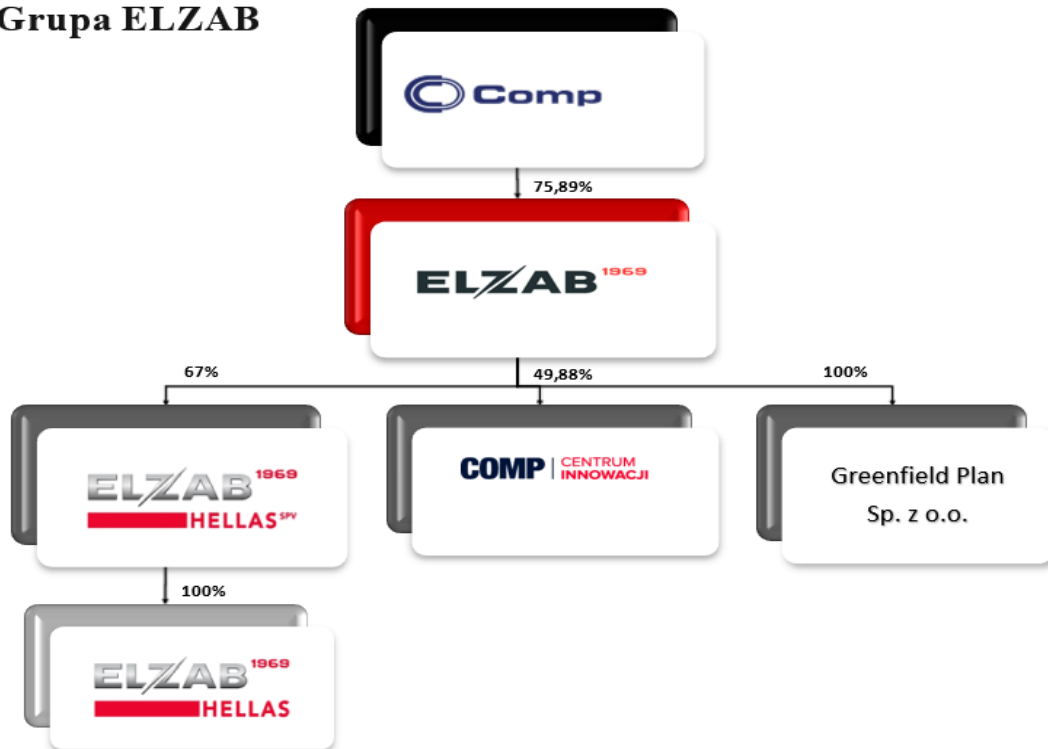 Grupa ELZAB
Comp
75,89%
ELZAB 1969
67%
49,88%
100%
ELZAB 1969
HELLAS SPV
COMP | CENTRUM
INNOWACJI
Greenfield Plan
Sp. z o.o.
100%
ELZAB 1969
HELLAS